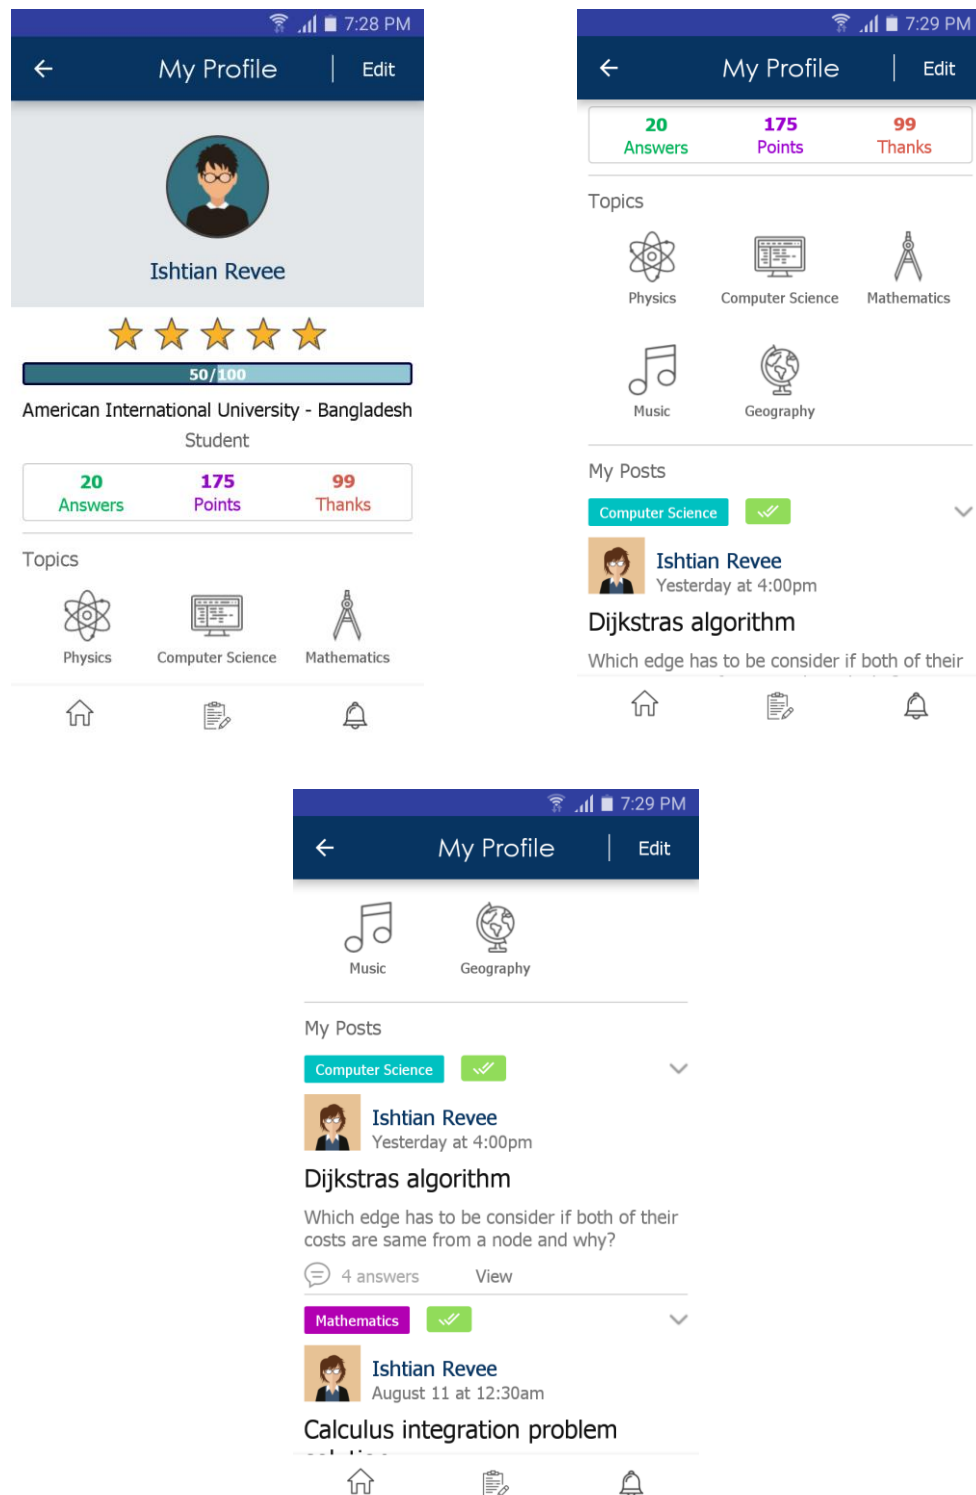 7:28 PM
My Profile | Edit
Ishtian Revee
50/100
American International University - Bangladesh
Student
20 175 99
Answers Points Thanks
Topics
Physics Computer Science Mathematics
7:29 PM
My Profile | Edit
20 175 99
Answers Points Thanks
Topics
Physics Computer Science Mathematics
Music Geography
My Posts
Computer Science
Ishtian Revee
Yesterday at 4:00pm
Dijkstras algorithm
Which edge has to be consider if both of their
7:29 PM
My Profile | Edit
Music Geography
My Posts
Computer Science
Ishtian Revee
Yesterday at 4:00pm
Dijkstras algorithm
Which edge has to be consider if both of their
costs are same from a node and why?
4 answers View
Mathematics
Ishtian Revee
August 11 at 12:30am
Calculus integration problem